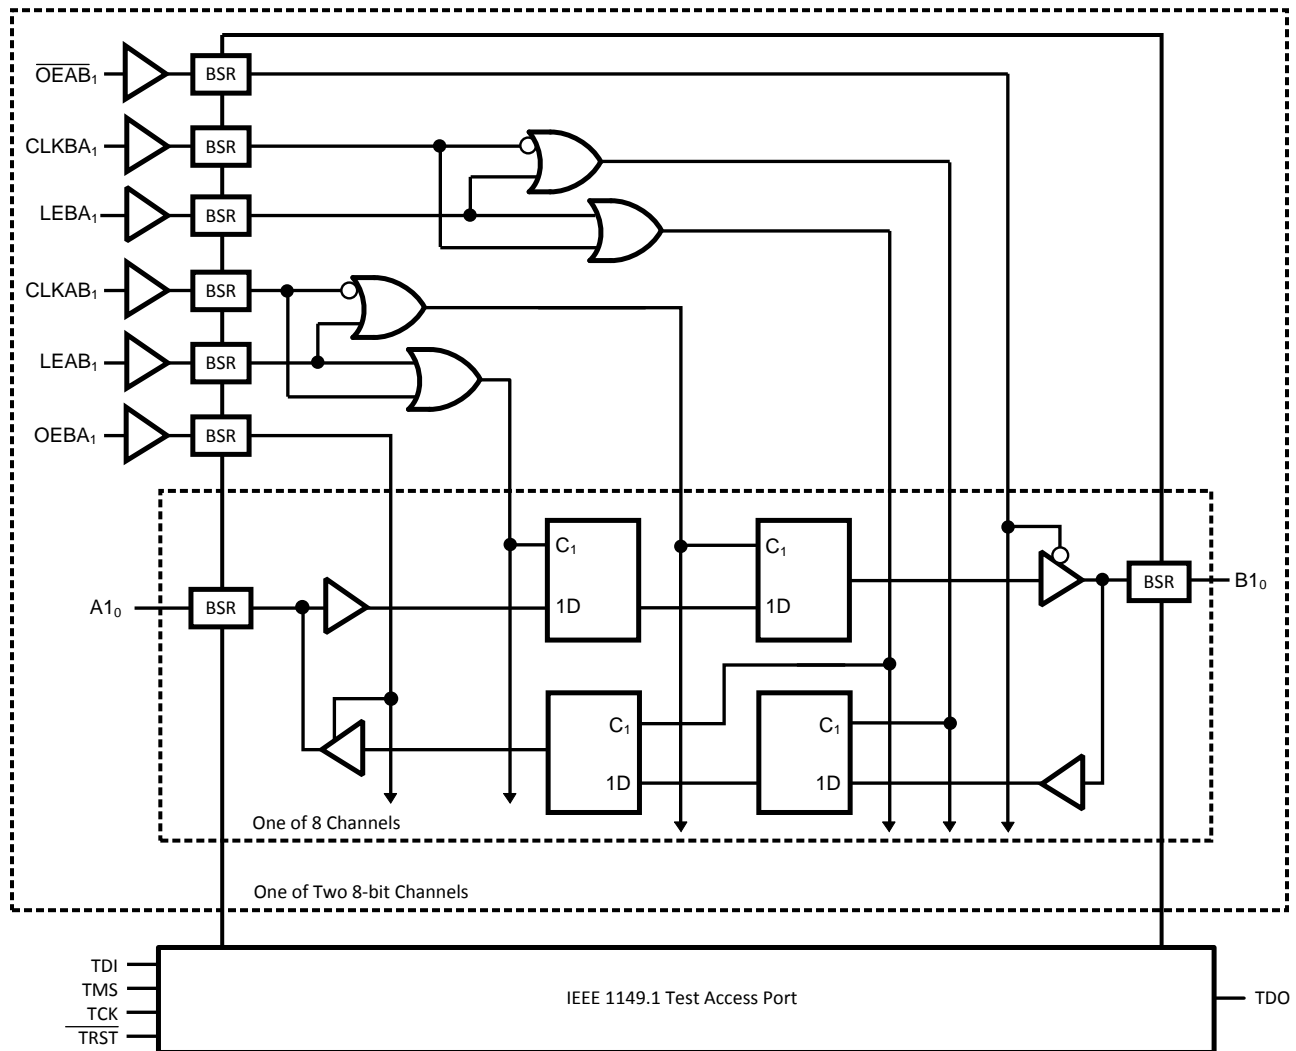 O̅E̅A̅B̅₁
BSR
CLKBA₁
BSR
LEBA₁
BSR
CLKAB₁
BSR
LEAB₁
BSR
OEBA₁
BSR
C₁
C₁
A1₀
BSR
1D
1D
BSR
B1₀
C₁
C₁
1D
1D
One of 8 Channels
One of Two 8-bit Channels
TDI
TMS
TCK
T̅R̅S̅T̅
IEEE 1149.1 Test Access Port
TDO